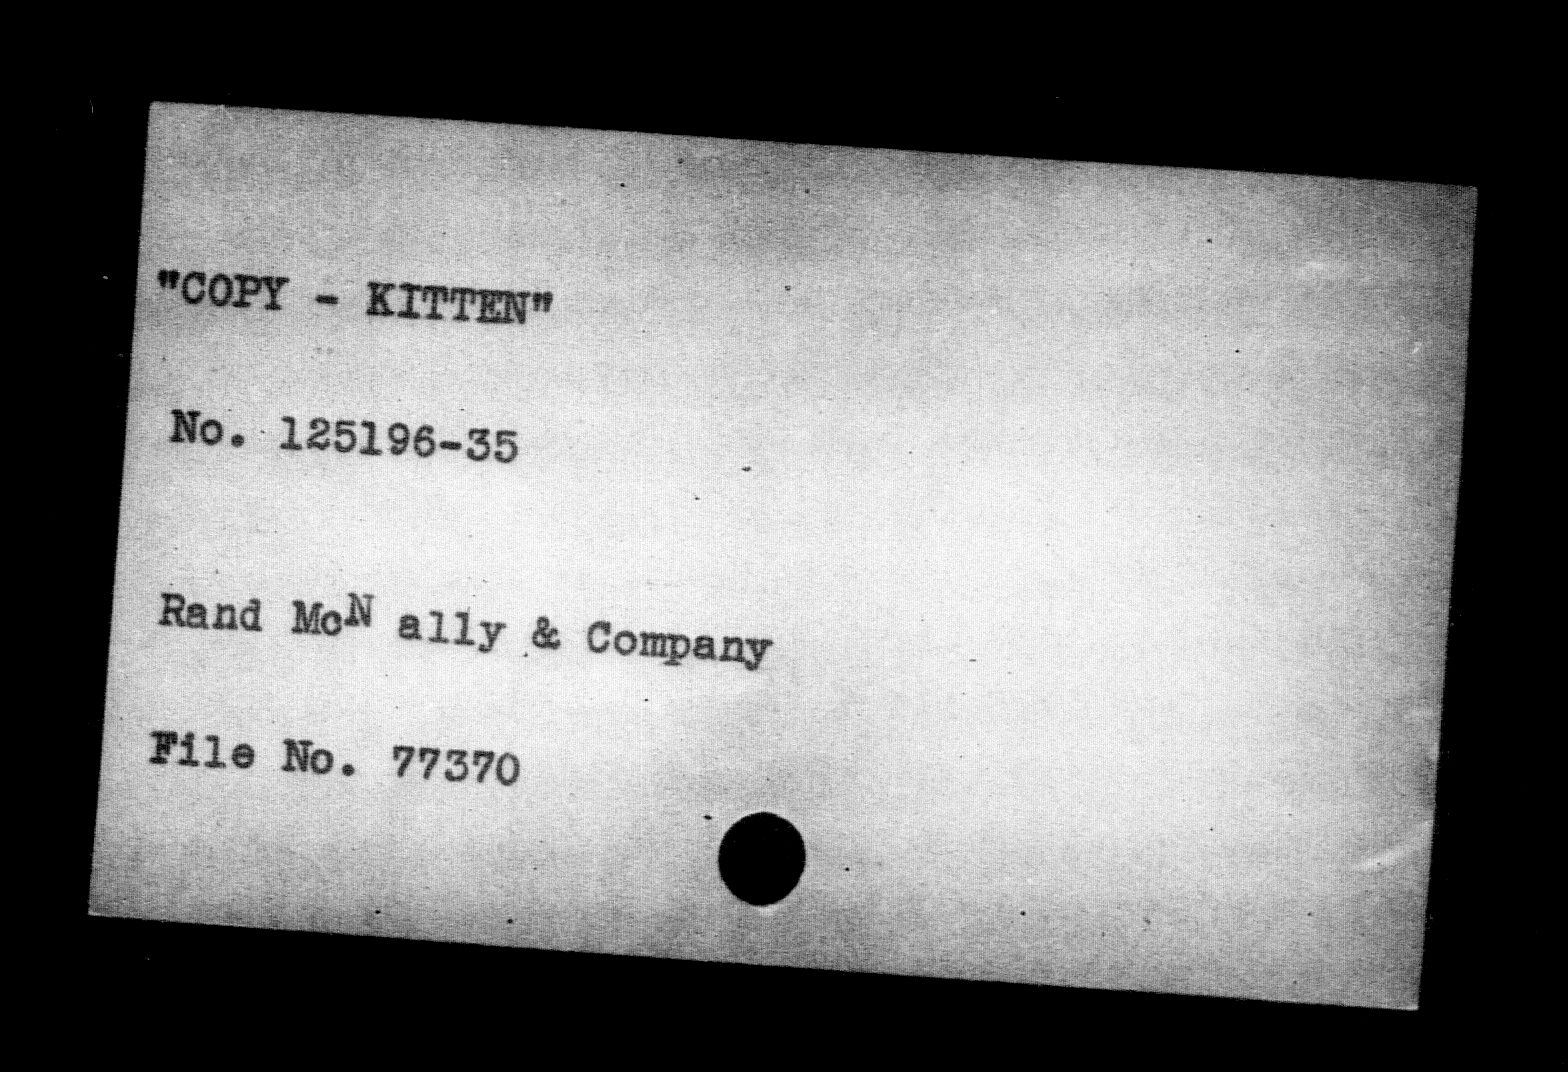 "COPY - KITTEN"
No. 125196-35
Rand McN ally & Company
File No. 77370